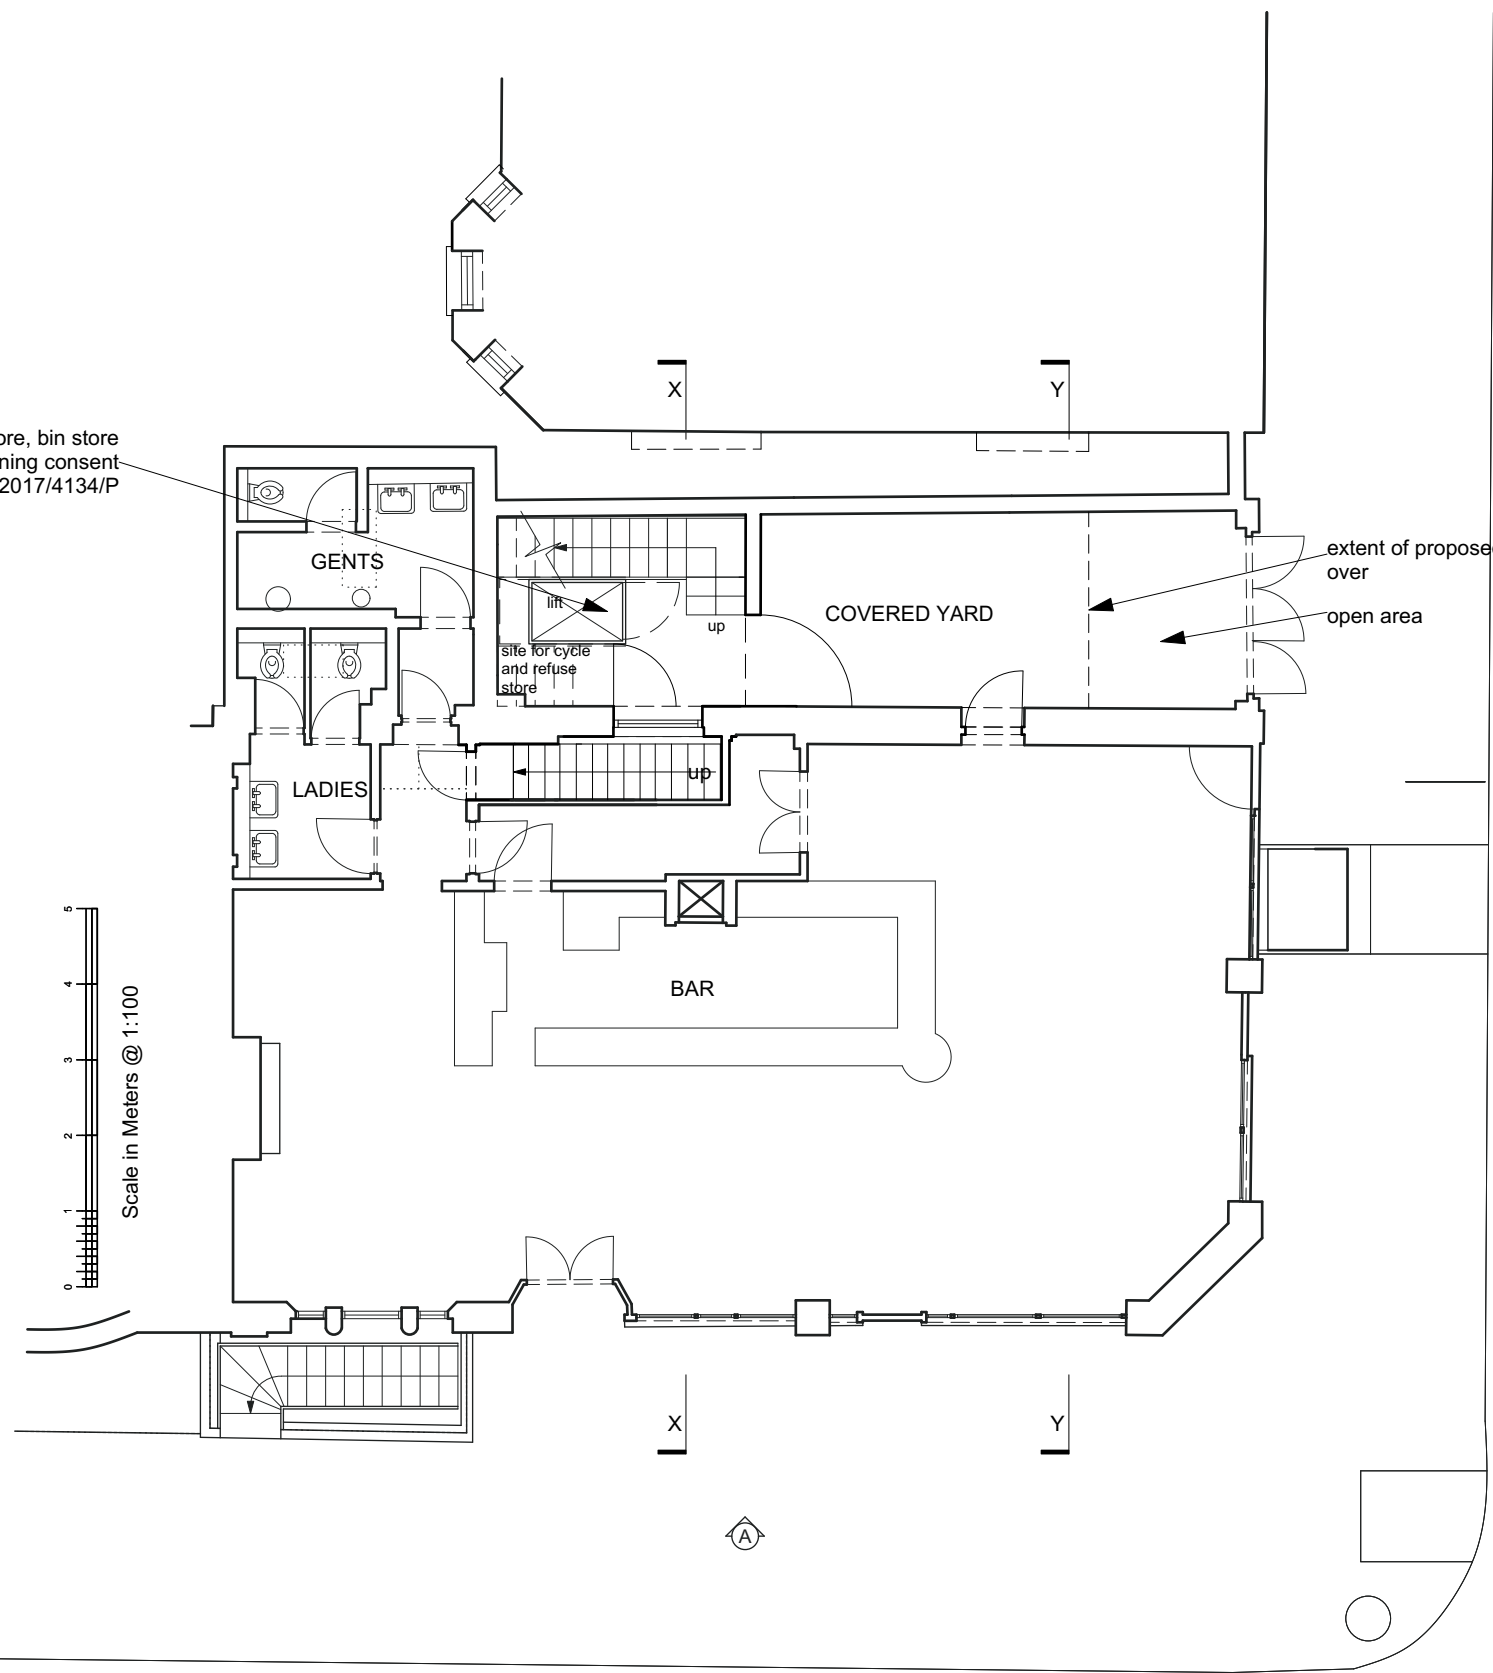 X
Y
ore, bin store
ning consent
2017/4134/P
GENTS
lift
up
COVERED YARD
extent of propose
over
open area
site for cycle
and refuse
store
up
LADIES
BAR
5
4
3
2
1
0
Scale in Meters @ 1:100
X
Y
A